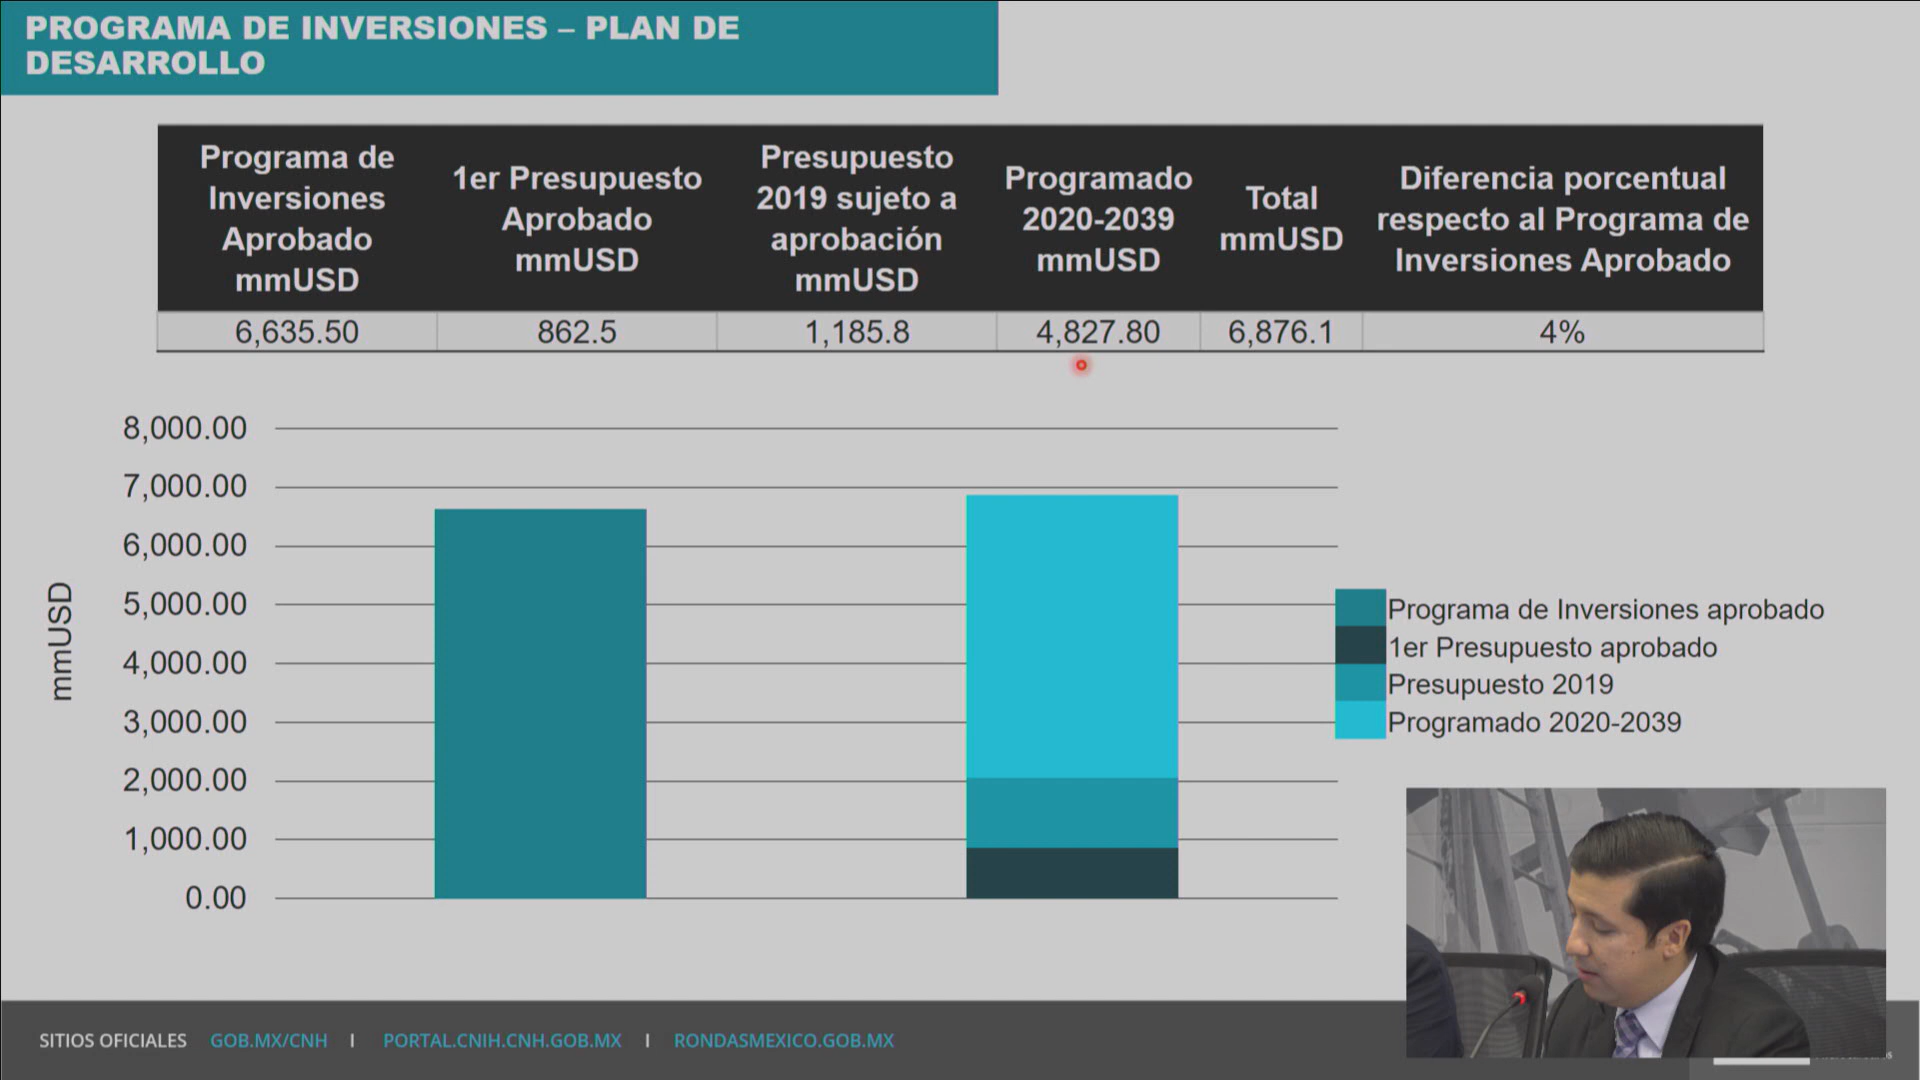 PROGRAMA DE INVERSIONES – PLAN DE
DESARROLLO
Programa de
Inversiones
Aprobado
mmUSD
1er Presupuesto
Aprobado
mmUSD
Presupuesto
2019 sujeto a
aprobación
mmUSD
Programado
2020-2039
mmUSD
Total
mmUSD
Diferencia porcentual
respecto al Programa de
Inversiones Aprobado
6,635.50 862.5 1,185.8 4,827.80 6,876.1 4%
8,000.00
7,000.00
6,000.00
5,000.00
4,000.00
3,000.00
2,000.00
1,000.00
0.00
mmUSD
Programa de Inversiones aprobado
1er Presupuesto aprobado
Presupuesto 2019
Programado 2020-2039
SITIOS OFICIALES GOB.MX/CNH I PORTAL.CNIH.CNH.GOB.MX I RONDASMEXICO.GOB.MX